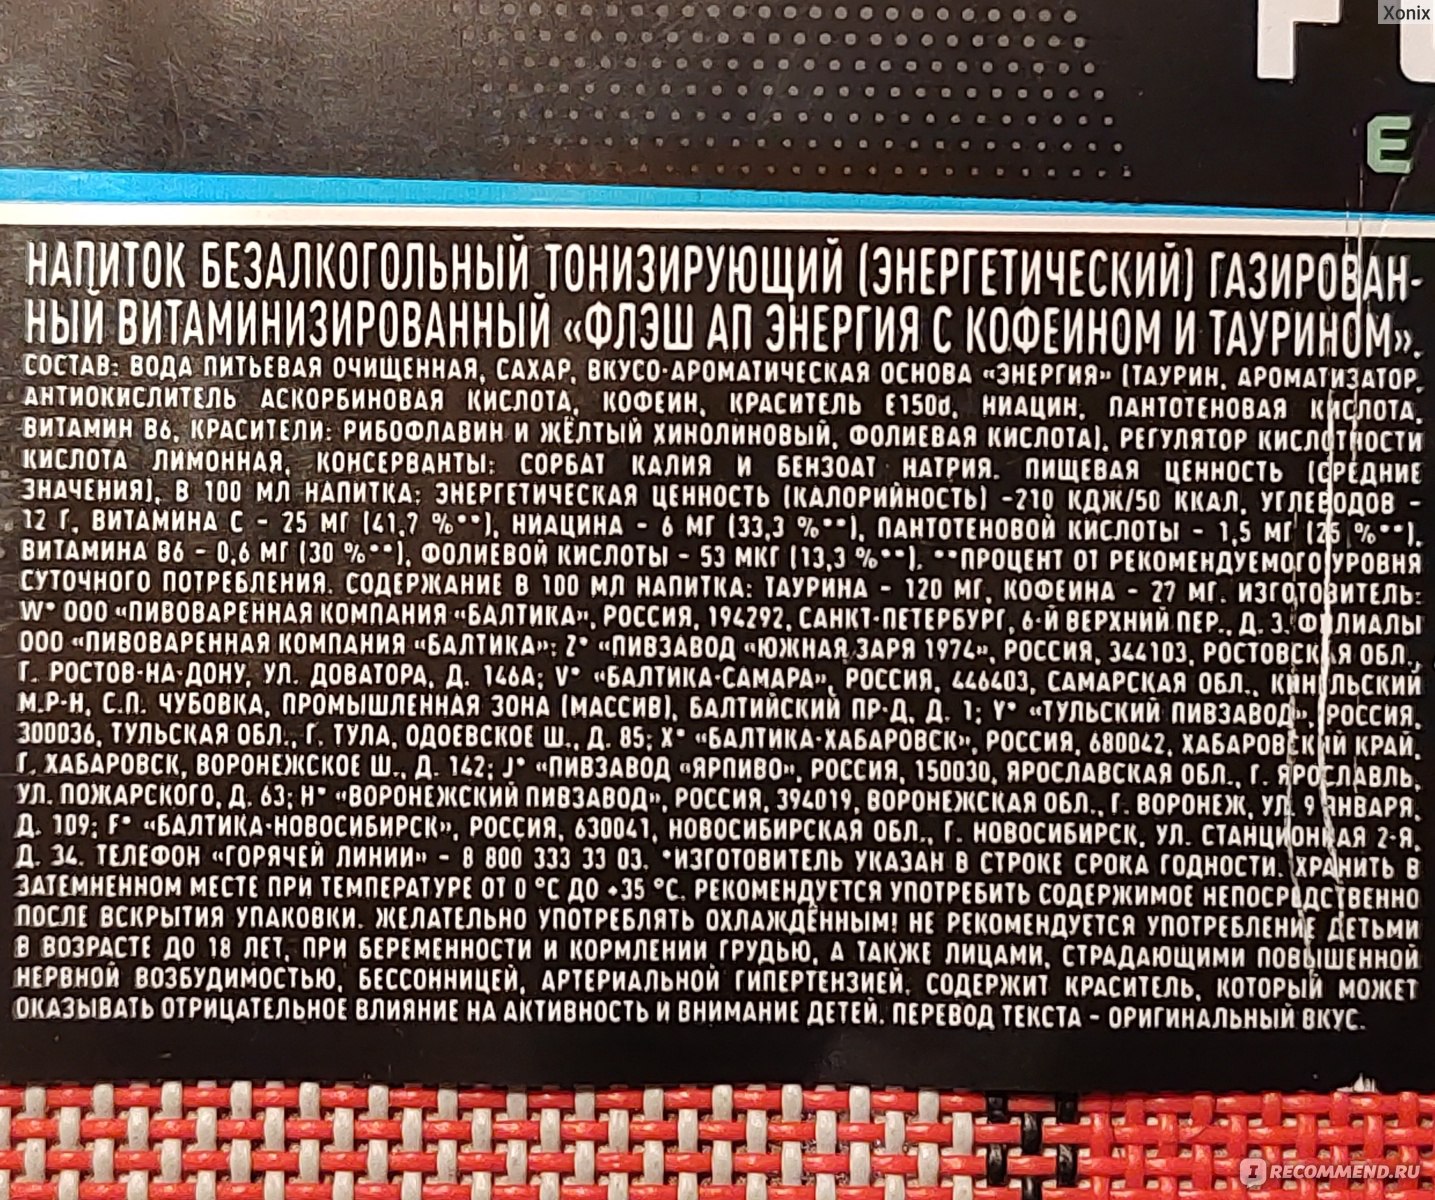 Xonix
E
НАПИТОК БЕЗАЛКОГОЛЬНЫЙ ТОНИЗИРУЮЩИЙ (ЭНЕРГЕТИЧЕСКИЙ) ГАЗИРОВАН-
НЫЙ ВИТАМИНИЗИРОВАННЫЙ «ФЛЭШ АП ЭНЕРГИЯ С КОФЕИНОМ И ТАУРИНОМ».
СОСТАВ: ВОДА ПИТЬЕВАЯ ОЧИЩЕННАЯ, САХАР, ВКУСО-АРОМАТИЧЕСКАЯ ОСНОВА «ЭНЕРГИЯ» (ТАУРИН, АРОМАТИЗАТОР,
АНТИОКИСЛИТЕЛЬ АСКОРБИНОВАЯ КИСЛОТА, КОФЕИН, КРАСИТЕЛЬ E150d, НИАЦИН, ПАНТОТЕНОВАЯ КИСЛОТА,
ВИТАМИН В6, КРАСИТЕЛИ: РИБОФЛАВИН И ЖЁЛТЫЙ ХИНОЛИНОВЫЙ, ФОЛИЕВАЯ КИСЛОТА), РЕГУЛЯТОР КИСЛОТНОСТИ
КИСЛОТА ЛИМОННАЯ, КОНСЕРВАНТЫ: СОРБАТ КАЛИЯ И БЕНЗОАТ НАТРИЯ. ПИЩЕВАЯ ЦЕННОСТЬ (СРЕДНИЕ
ЗНАЧЕНИЯ), В 100 МЛ НАПИТКА: ЭНЕРГЕТИЧЕСКАЯ ЦЕННОСТЬ (КАЛОРИЙНОСТЬ) -210 КДЖ/50 ККАЛ, УГЛЕВОДОВ -
12 Г, ВИТАМИНА С - 25 МГ (41,7 %**), НИАЦИНА - 6 МГ (33,3 %**), ПАНТОТЕНОВОЙ КИСЛОТЫ - 1,5 МГ (25 %**),
ВИТАМИНА В6 - 0,6 МГ (30 %**), ФОЛИЕВОЙ КИСЛОТЫ - 53 МКГ (13,3 %**). **ПРОЦЕНТ ОТ РЕКОМЕНДУЕМОГО УРОВНЯ
СУТОЧНОГО ПОТРЕБЛЕНИЯ. СОДЕРЖАНИЕ В 100 МЛ НАПИТКА: ТАУРИНА - 120 МГ, КОФЕИНА - 27 МГ. ИЗГОТОВИТЕЛЬ:
W* ООО «ПИВОВАРЕННАЯ КОМПАНИЯ «БАЛТИКА», РОССИЯ, 194292, САНКТ-ПЕТЕРБУРГ, 6-Й ВЕРХНИЙ ПЕР., Д. 3. ФИЛИАЛЫ
ООО «ПИВОВАРЕННАЯ КОМПАНИЯ «БАЛТИКА»: Z* «ПИВЗАВОД «ЮЖНАЯ ЗАРЯ 1974», РОССИЯ, 344103, РОСТОВСКАЯ ОБЛ.,
Г. РОСТОВ-НА-ДОНУ, УЛ. ДОВАТОРА, Д. 146А; V* «БАЛТИКА-САМАРА», РОССИЯ, 446403, САМАРСКАЯ ОБЛ., КИНЕЛЬСКИЙ
М.Р-Н, С.П. ЧУБОВКА, ПРОМЫШЛЕННАЯ ЗОНА (МАССИВ), БАЛТИЙСКИЙ ПР-Д, Д. 1; Y* «ТУЛЬСКИЙ ПИВЗАВОД», РОССИЯ,
300036, ТУЛЬСКАЯ ОБЛ., Г. ТУЛА, ОДОЕВСКОЕ Ш., Д. 85; X* «БАЛТИКА-ХАБАРОВСК», РОССИЯ, 680042, ХАБАРОВСКИЙ КРАЙ,
Г. ХАБАРОВСК, ВОРОНЕЖСКОЕ Ш., Д. 142; J* «ПИВЗАВОД «ЯРПИВО», РОССИЯ, 150030, ЯРОСЛАВСКАЯ ОБЛ., Г. ЯРОСЛАВЛЬ,
УЛ. ПОЖАРСКОГО, Д. 63; H* «ВОРОНЕЖСКИЙ ПИВЗАВОД», РОССИЯ, 394019, ВОРОНЕЖСКАЯ ОБЛ., Г. ВОРОНЕЖ, УЛ. 9 ЯНВАРЯ,
Д. 109; F* «БАЛТИКА-НОВОСИБИРСК», РОССИЯ, 630041, НОВОСИБИРСКАЯ ОБЛ., Г. НОВОСИБИРСК, УЛ. СТАНЦИОННАЯ 2-Я,
Д. 34. ТЕЛЕФОН «ГОРЯЧЕЙ ЛИНИИ» - 8 800 333 33 03. *ИЗГОТОВИТЕЛЬ УКАЗАН В СТРОКЕ СРОКА ГОДНОСТИ. ХРАНИТЬ В
ЗАТЕМНЕННОМ МЕСТЕ ПРИ ТЕМПЕРАТУРЕ ОТ 0 °С ДО +35 °С. РЕКОМЕНДУЕТСЯ УПОТРЕБИТЬ СОДЕРЖИМОЕ НЕПОСРЕДСТВЕННО
ПОСЛЕ ВСКРЫТИЯ УПАКОВКИ. ЖЕЛАТЕЛЬНО УПОТРЕБЛЯТЬ ОХЛАЖДЁННЫМ! НЕ РЕКОМЕНДУЕТСЯ УПОТРЕБЛЕНИЕ ДЕТЬМИ
В ВОЗРАСТЕ ДО 18 ЛЕТ, ПРИ БЕРЕМЕННОСТИ И КОРМЛЕНИИ ГРУДЬЮ, А ТАКЖЕ ЛИЦАМИ, СТРАДАЮЩИМИ ПОВЫШЕННОЙ
НЕРВНОЙ ВОЗБУДИМОСТЬЮ, БЕССОННИЦЕЙ, АРТЕРИАЛЬНОЙ ГИПЕРТЕНЗИЕЙ. СОДЕРЖИТ КРАСИТЕЛЬ, КОТОРЫЙ МОЖЕТ
ОКАЗЫВАТЬ ОТРИЦАТЕЛЬНОЕ ВЛИЯНИЕ НА АКТИВНОСТЬ И ВНИМАНИЕ ДЕТЕЙ. ПЕРЕВОД ТЕКСТА - ОРИГИНАЛЬНЫЙ ВКУС.
IRECOMMEND.RU